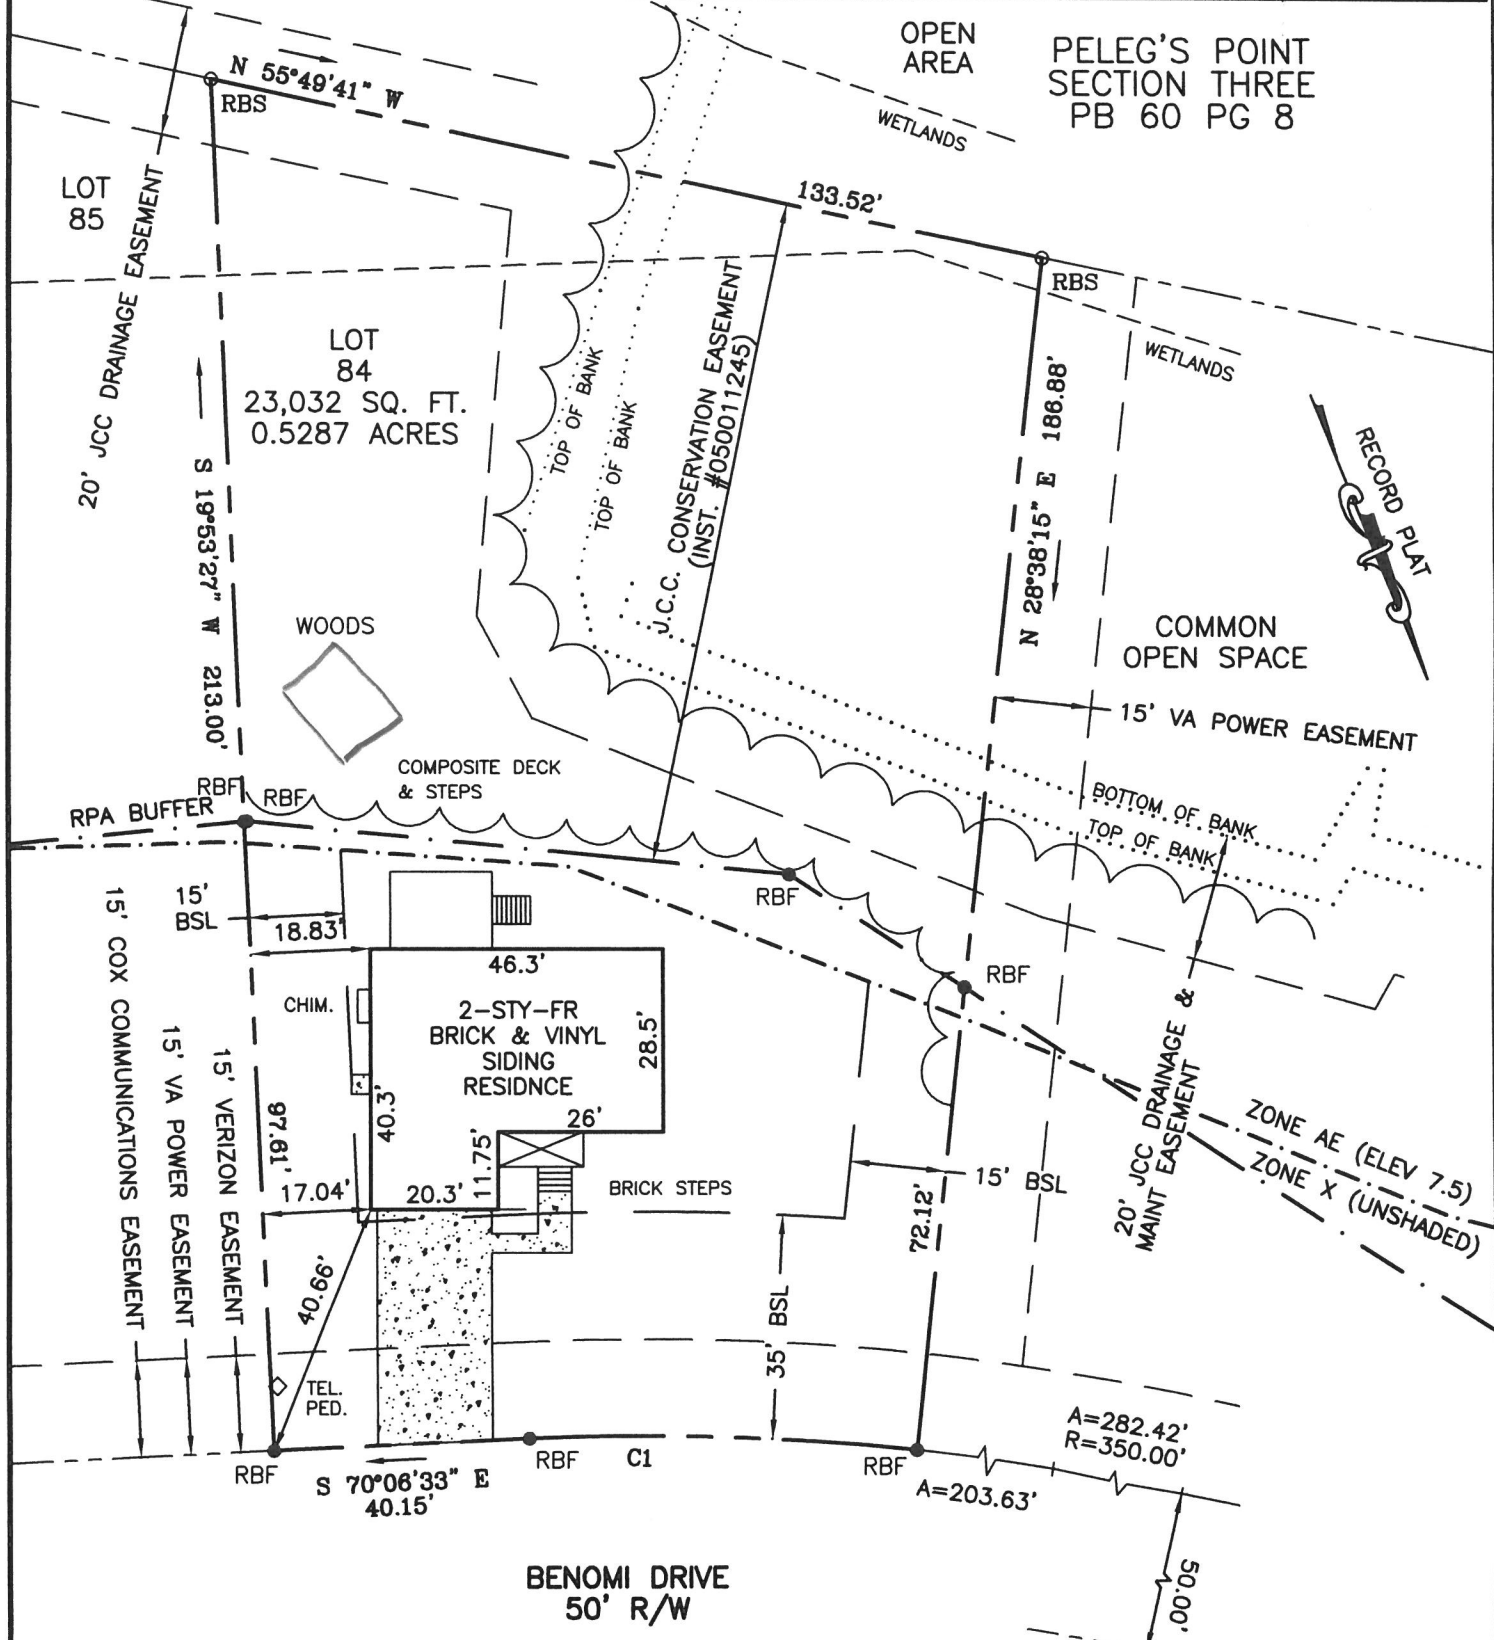 OPEN
AREA
PELEG'S POINT
SECTION THREE
PB 60 PG 8
N 55°49'41" W
RBS
WETLANDS
133.52'
LOT
85
20' JCC DRAINAGE EASEMENT
RBS
WETLANDS
LOT
84
23,032 SQ. FT.
0.5287 ACRES
TOP OF BANK
TOP OF BANK
J.C.C. CONSERVATION EASEMENT
(INST. #050011245)
N 28°38'15" E 186.88'
RECORD PLAT
S 19°53'27" W 213.00'
WOODS
COMMON
OPEN SPACE
15' VA POWER EASEMENT
COMPOSITE DECK
& STEPS
RBF
RBF
RPA BUFFER
BOTTOM OF BANK
TOP OF BANK
15'
BSL
18.83'
RBF
RBF
46.3'
CHIM.
2-STY-FR
BRICK & VINYL
SIDING
RESIDNCE
28.5'
40.3'
26'
11.75'
20.3'
17.04'
97.61'
15' COX COMMUNICATIONS EASEMENT
15' VA POWER EASEMENT
15' VERIZON EASEMENT
BRICK STEPS
15' BSL
72.12'
20' JCC DRAINAGE &
MAINT EASEMENT
ZONE AE (ELEV 7.5)
ZONE X (UNSHADED)
40.66'
35' BSL
TEL.
PED.
A=282.42'
R=350.00'
RBF
S 70°06'33" E
40.15'
RBF
C1
RBF
A=203.63'
BENOMI DRIVE
50' R/W
50.00'